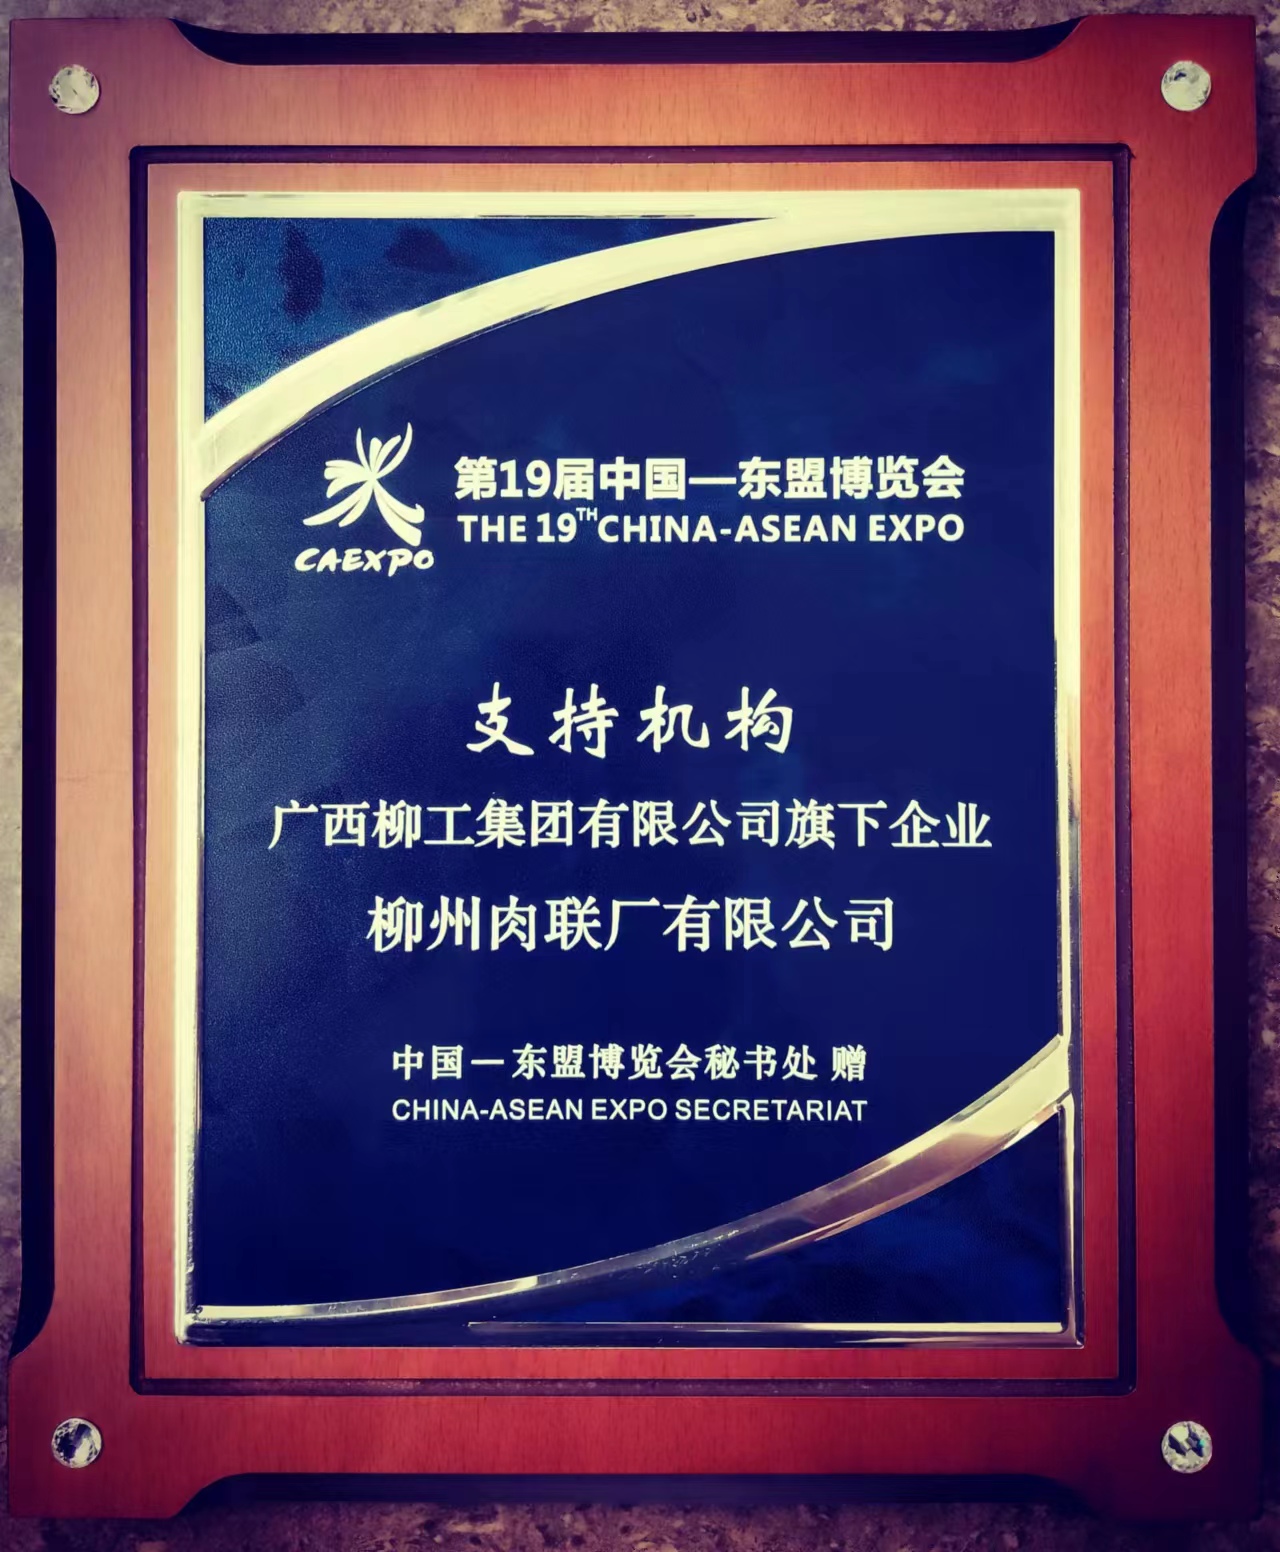 第19届中国—东盟博览会
THE 19TH CHINA-ASEAN EXPO
CAEXPO
支持机构
广西柳工集团有限公司旗下企业
柳州肉联厂有限公司
中国—东盟博览会秘书处 赠
CHINA-ASEAN EXPO SECRETARIAT